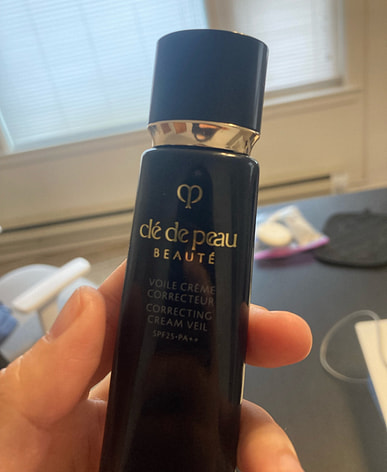 clé de peau
BEAUTÉ
VOILE CRÈME
CORRECTEUR
CORRECTING
CREAM VEIL
SPF25•PA++